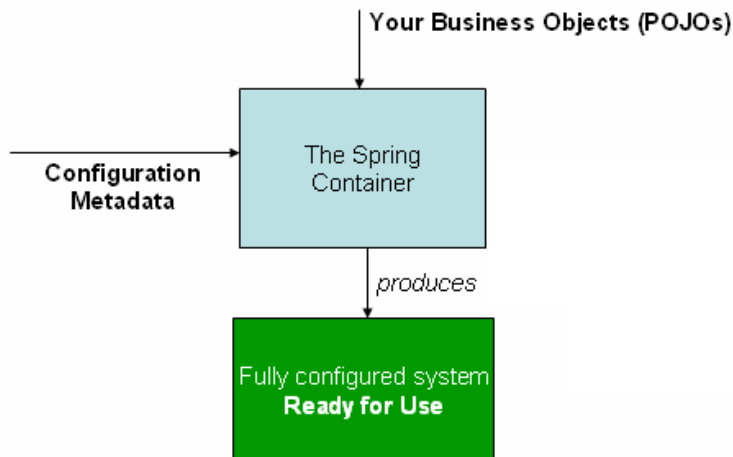 Your Business Objects (POJOs)
The Spring
Container
Configuration
Metadata
produces
Fully configured system
Ready for Use